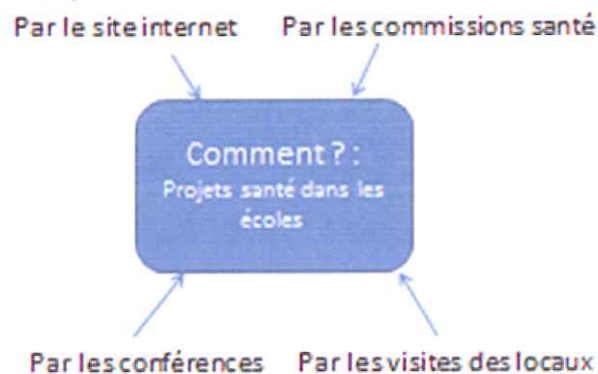 Par le site internet
Par les commissions santé
Comment ? :
Projets santé dans les
écoles
Par les conférences
Par les visites des locaux